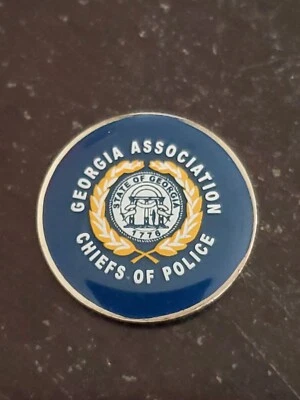 GEORGIA ASSOCIATION
STATE OF GEORGIA
1776
CHIEFS OF POLICE